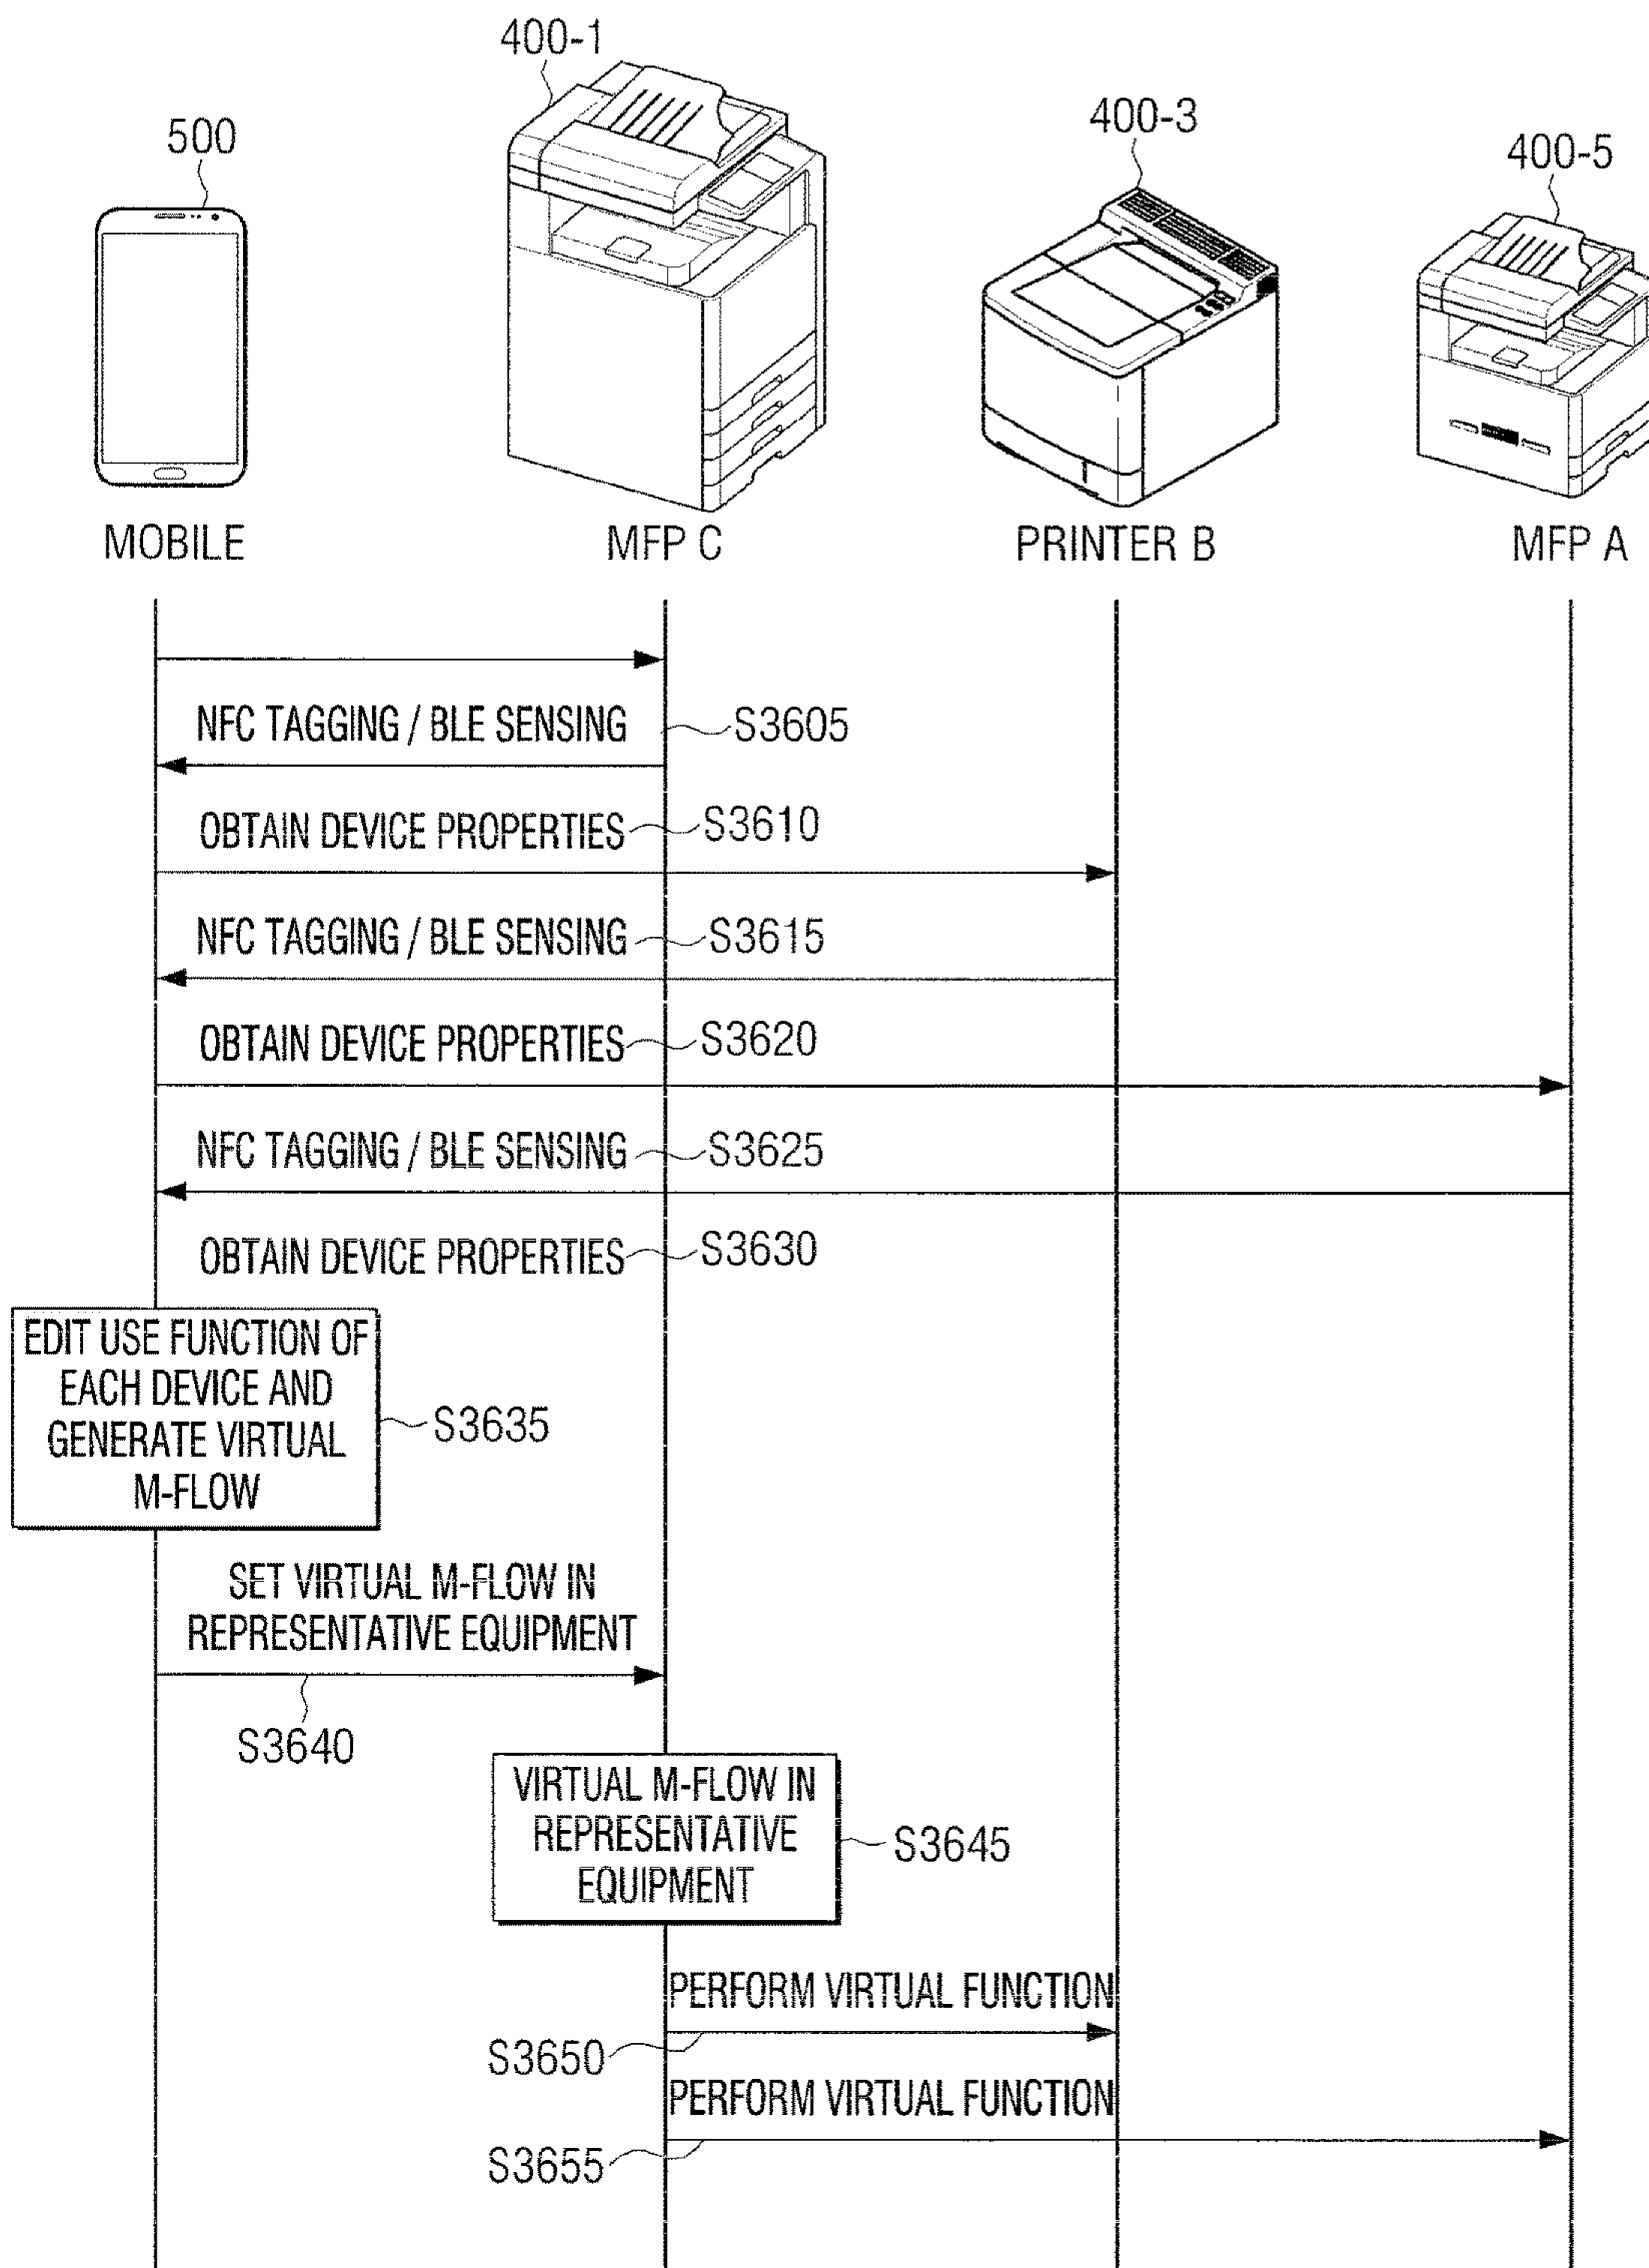 400-1
400-3
500
400-5
MOBILE
MFP C
PRINTER B
MFP A
NFC TAGGING / BLE SENSING
S3605
OBTAIN DEVICE PROPERTIES
S3610
NFC TAGGING / BLE SENSING
S3615
OBTAIN DEVICE PROPERTIES
S3620
NFC TAGGING / BLE SENSING
S3625
OBTAIN DEVICE PROPERTIES
S3630
EDIT USE FUNCTION OF
EACH DEVICE AND
GENERATE VIRTUAL
M-FLOW
S3635
SET VIRTUAL M-FLOW IN
REPRESENTATIVE EQUIPMENT
S3640
VIRTUAL M-FLOW IN
REPRESENTATIVE
EQUIPMENT
S3645
PERFORM VIRTUAL FUNCTION
S3650
PERFORM VIRTUAL FUNCTION
S3655